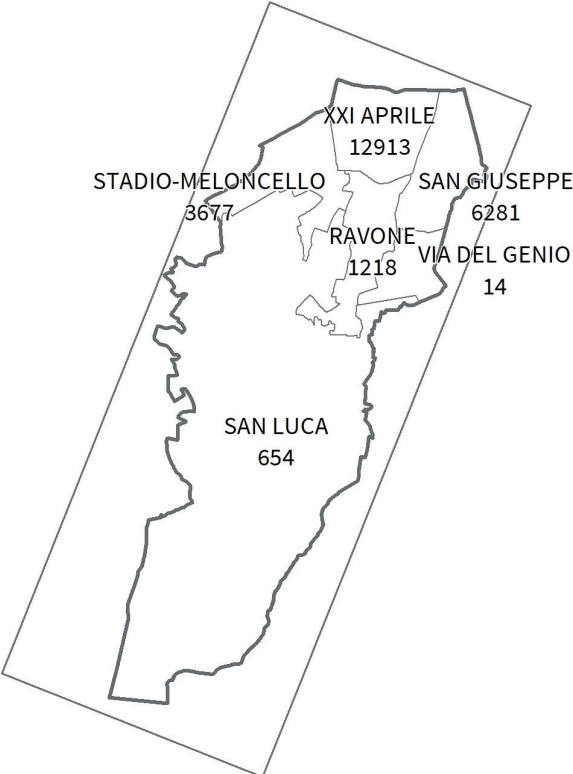 XXI APRILE
12913
STADIO-MELONCELLO
3677
SAN GIUSEPPE
6281
RAVONE
1218
VIA DEL GENIO
14
SAN LUCA
654